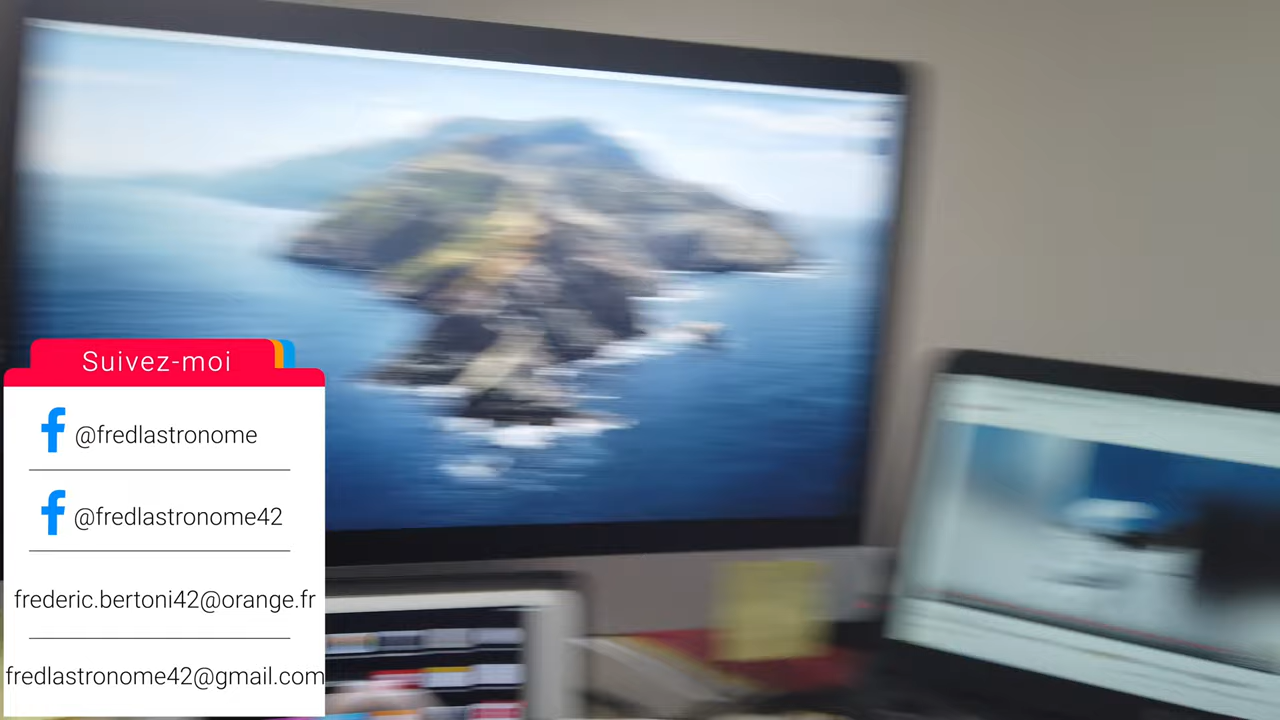 Suivez-moi
@fredlastronome
@fredlastronome42
frederic.bertoni42@orange.fr
fredlastronome42@gmail.com